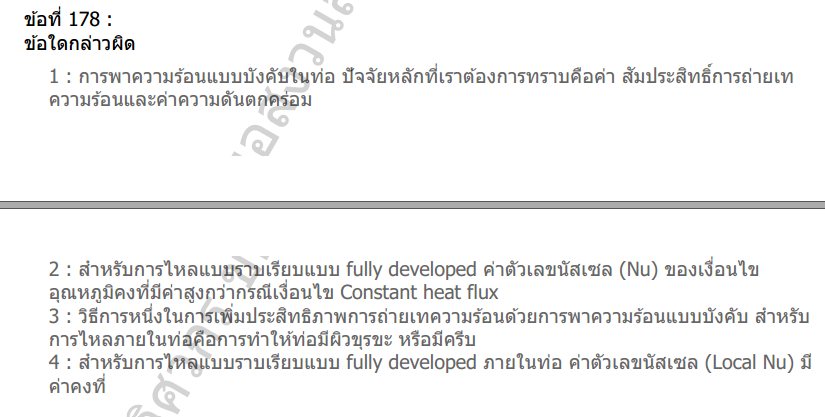 ข้อที่ 178 :
ข้อใดกล่าวผิด
1 : การพาความร้อนแบบบังคับในท่อ ปัจจัยหลักที่เราต้องการทราบคือค่า สัมประสิทธิ์การถ่ายเท
ความร้อนและค่าความดันตกคร่อม
2 : สำหรับการไหลแบบราบเรียบแบบ fully developed ค่าตัวเลขนัสเซล (Nu) ของเงื่อนไข
อุณหภูมิคงที่มีค่าสูงกว่ากรณีเงื่อนไข Constant heat flux
3 : วิธีการหนึ่งในการเพิ่มประสิทธิภาพการถ่ายเทความร้อนด้วยการพาความร้อนแบบบังคับ สำหรับ
การไหลภายในท่อคือการทำให้ท่อมีผิวขรุขระ หรือมีครีบ
4 : สำหรับการไหลแบบราบเรียบแบบ fully developed ภายในท่อ ค่าตัวเลขนัสเซล (Local Nu) มี
ค่าคงที่